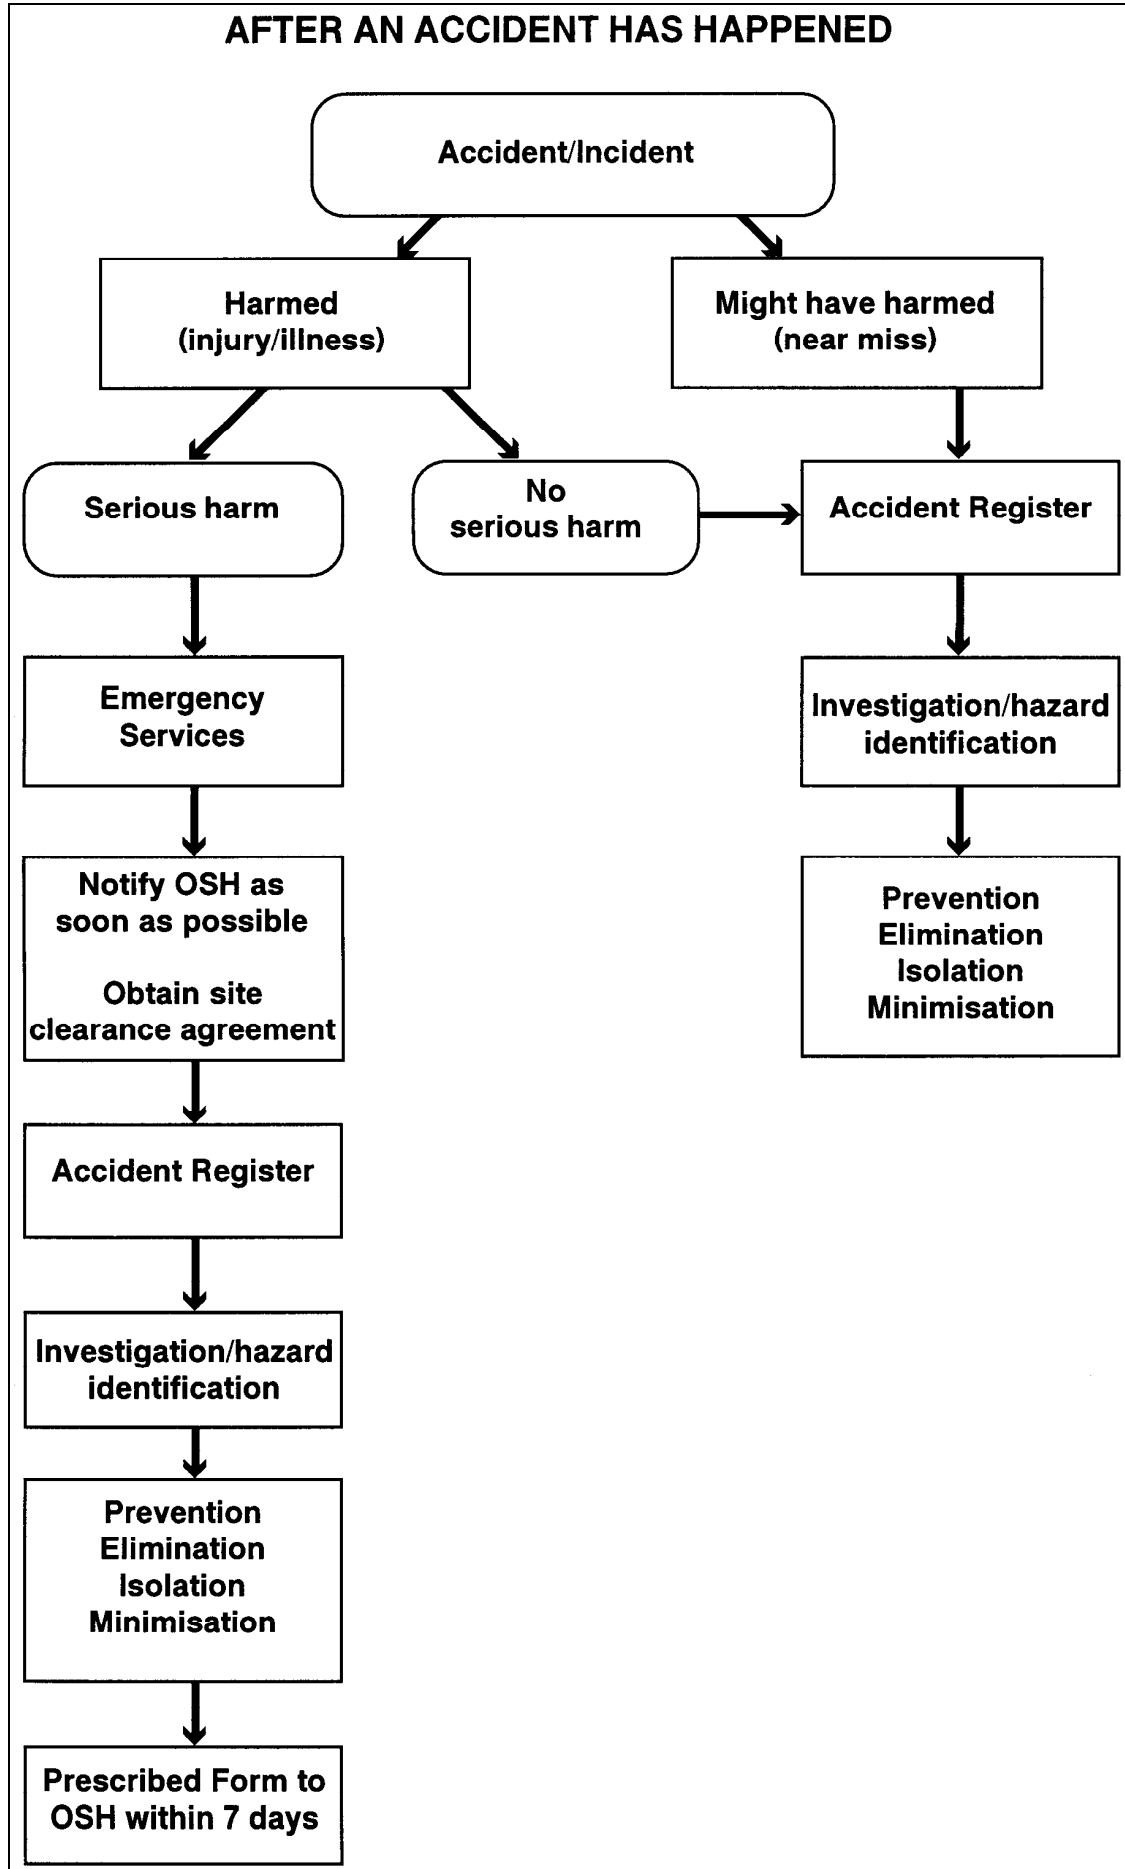 AFTER AN ACCIDENT HAS HAPPENED
Accident/Incident
Harmed
(injury/illness)
Might have harmed
(near miss)
Serious harm
No
serious harm
Accident Register
Emergency
Services
Investigation/hazard
identification
Notify OSH as
soon as possible
Obtain site
clearance agreement
Prevention
Elimination
Isolation
Minimisation
Accident Register
Investigation/hazard
identification
Prevention
Elimination
Isolation
Minimisation
Prescribed Form to
OSH within 7 days